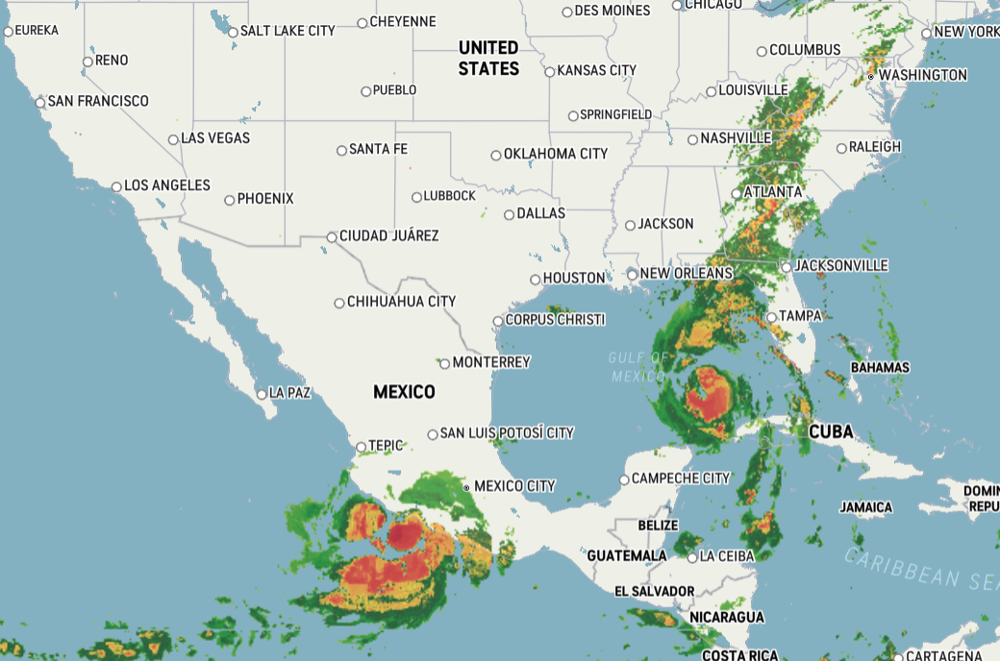 DES MOINES
CHICAGO
EUREKA
SALT LAKE CITY
CHEYENNE
NEW YORK
RENO
UNITED
STATES
COLUMBUS
KANSAS CITY
WASHINGTON
SAN FRANCISCO
PUEBLO
LOUISVILLE
SPRINGFIELD
LAS VEGAS
SANTA FE
OKLAHOMA CITY
NASHVILLE
RALEIGH
LOS ANGELES
PHOENIX
LUBBOCK
DALLAS
ATLANTA
CIUDAD JUÁREZ
JACKSON
HOUSTON
NEW ORLEANS
JACKSONVILLE
CHIHUAHUA CITY
CORPUS CHRISTI
TAMPA
MONTERREY
GULF OF
MEXICO
BAHAMAS
LA PAZ
MEXICO
SAN LUIS POTOSÍ CITY
CUBA
TEPIC
MEXICO CITY
CAMPECHE CITY
DOMIN
REPU
JAMAICA
BELIZE
GUATEMALA
LA CEIBA
CARIBBEAN SEA
EL SALVADOR
NICARAGUA
COSTA RICA
CARTAGENA